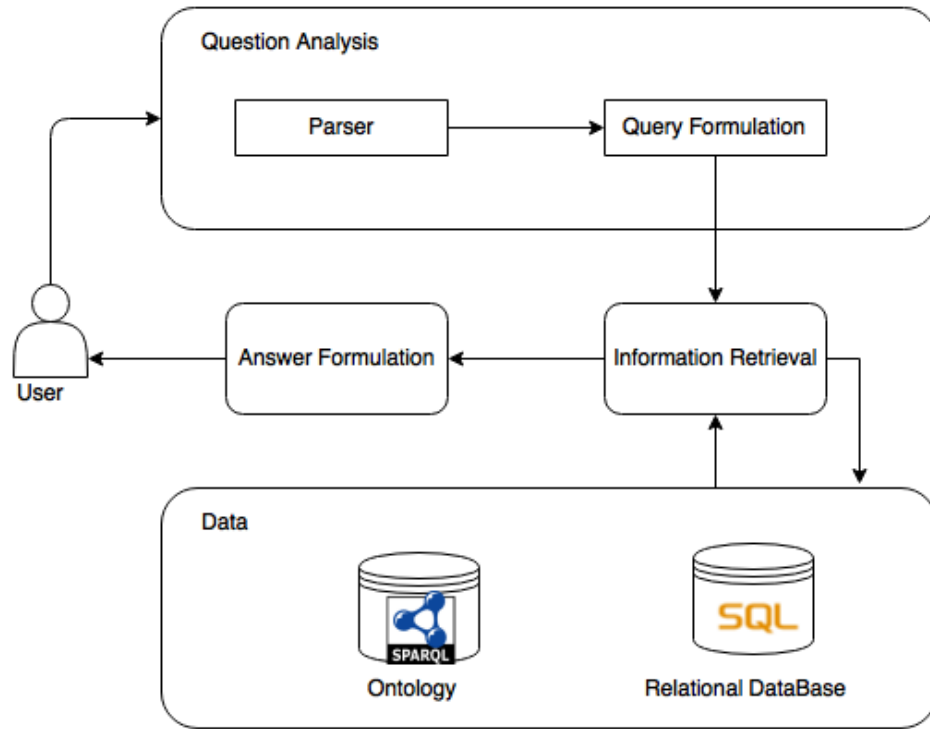 Question Analysis
Parser
Query Formulation
Answer Formulation
Information Retrieval
User
Data
SPARQL
SQL
Ontology
Relational DataBase